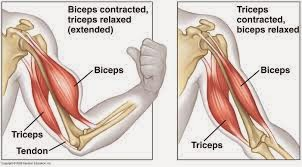 Biceps contracted,
triceps relaxed
(extended)
Biceps
Triceps
Tendon
Triceps
contracted,
biceps relaxed
Biceps
Triceps